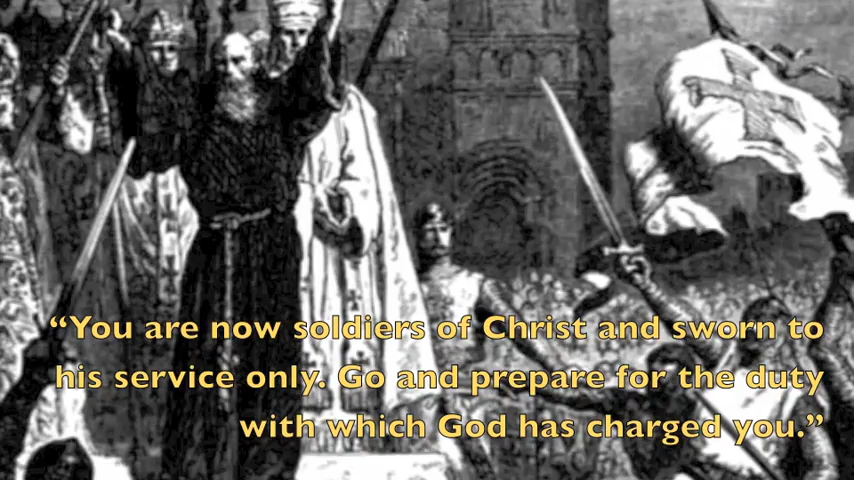 “You are now soldiers of Christ and sworn to
his service only. Go and prepare for the duty
with which God has charged you.”